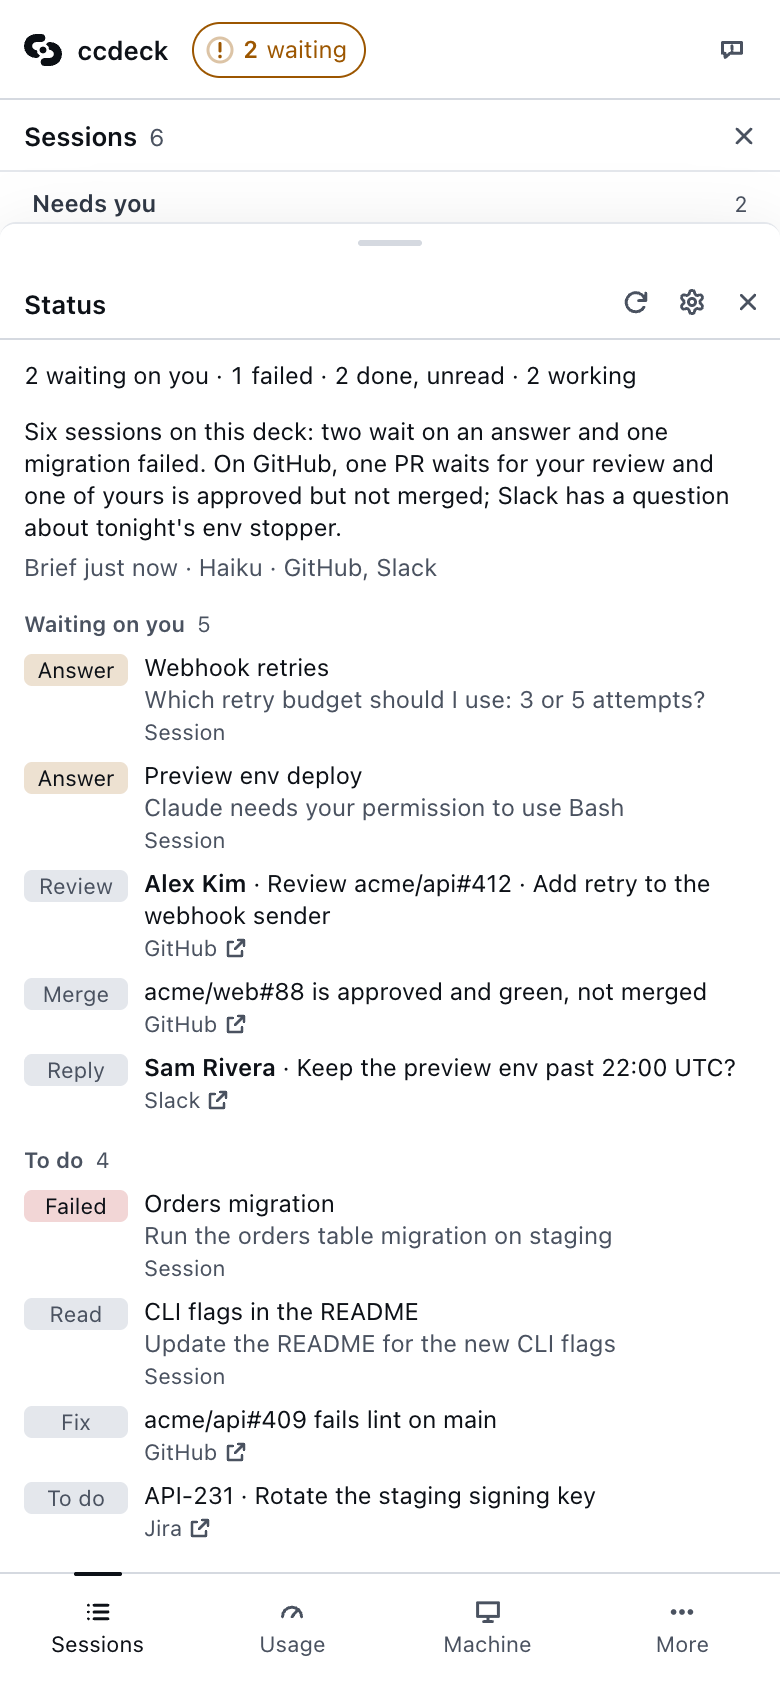 ccdeck
2 waiting
Sessions 6
Needs you 2
Status
2 waiting on you · 1 failed · 2 done, unread · 2 working
Six sessions on this deck: two wait on an answer and one
migration failed. On GitHub, one PR waits for your review and
one of yours is approved but not merged; Slack has a question
about tonight's env stopper.
Brief just now · Haiku · GitHub, Slack
Waiting on you 5
Answer Webhook retries
Which retry budget should I use: 3 or 5 attempts?
Session
Answer Preview env deploy
Claude needs your permission to use Bash
Session
Review Alex Kim · Review acme/api#412 · Add retry to the
webhook sender
GitHub
Merge acme/web#88 is approved and green, not merged
GitHub
Reply Sam Rivera · Keep the preview env past 22:00 UTC?
Slack
To do 4
Failed Orders migration
Run the orders table migration on staging
Session
Read CLI flags in the README
Update the README for the new CLI flags
Session
Fix acme/api#409 fails lint on main
GitHub
To do API-231 · Rotate the staging signing key
Jira
Sessions Usage Machine More